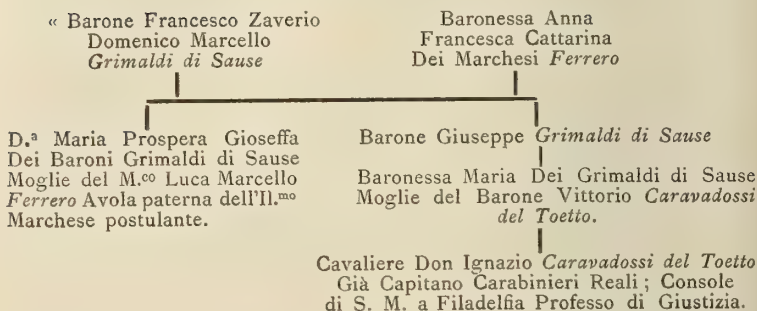 « Barone Francesco Zaverio
Domenico Marcello
Grimaldi di Sause
Baronessa Anna
Francesca Cattarina
Dei Marchesi Ferrero
D.ª Maria Prospera Gioseffa
Dei Baroni Grimaldi di Sause
Moglie del M.co Luca Marcello
Ferrero Avola paterna dell'Il.mo
Marchese postulante.
Barone Giuseppe Grimaldi di Sause
Baronessa Maria Dei Grimaldi di Sause
Moglie del Barone Vittorio Caravadossi
del Toetto.
Cavaliere Don Ignazio Caravadossi del Toetto
Già Capitano Carabinieri Reali ; Console
di S. M. a Filadelfia Professo di Giustizia.